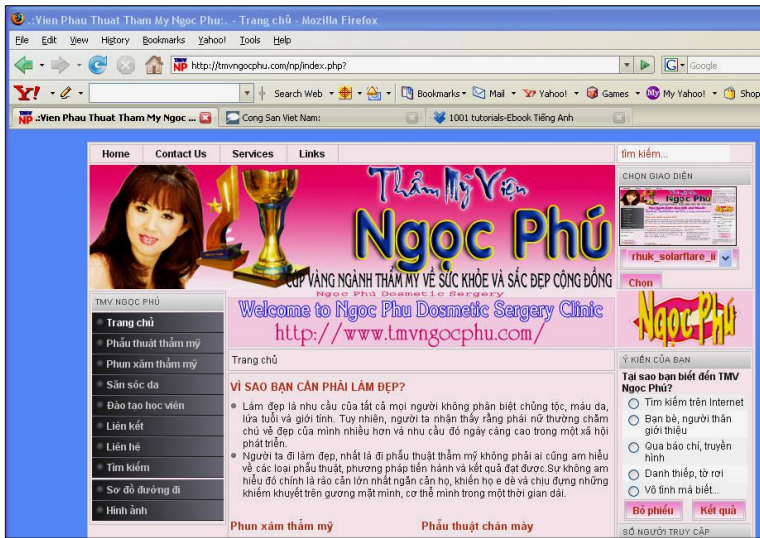 .:Vien Phau Thuat Tham My Ngoc Phu:. - Trang chủ - Mozilla Firefox
File Edit View History Bookmarks Yahoo! Tools Help
http://tmvngocphu.com/np/index.php?
Google
Y! Search Web Bookmarks Mail My Yahoo! Games My Yahoo! Shop
.:Vien Phau Thuat Tham My Ngoc ... Cong San Viet Nam: 1001 tutorials-Ebook Tiếng Anh
Home Contact Us Services Links
tìm kiếm...
Thẩm Mỹ Viện
Ngọc Phú
CÚP VÀNG NGÀNH THẨM MỸ VỀ SỨC KHỎE VÀ SẮC ĐẸP CỘNG ĐỒNG
Ngoc Phú Dosmetic Sergery
Welcome to Ngoc Phu Dosmetic Sergery Clinic
http://www.tmvngocphu.com/
TMV NGỌC PHÚ
Trang chủ
Phẫu thuật thẩm mỹ
Phun xăm thẩm mỹ
Săn sóc da
Đào tạo học viên
Liên kết
Liên hệ
Tìm kiếm
Sơ đồ đường đi
Hình ảnh
Trang chủ
VÌ SAO BẠN CẦN PHẢI LÀM ĐẸP?
Làm đẹp là nhu cầu của tất cả mọi người không phân biệt chủng tộc, màu da,
lứa tuổi và giới tính. Tuy nhiên, người ta nhận thấy rằng phái nữ thường chăm
chú vẻ đẹp của mình nhiều hơn và nhu cầu đó ngày càng cao trong một xã hội
phát triển.
Người ta đi làm đẹp, nhất là đi phẫu thuật thẩm mỹ không phải ai cũng am hiểu
về các loại phẫu thuật, phương pháp tiến hành và kết quả đạt được.Sự không am
hiểu đó chính là rào cản lớn nhất ngăn cản họ, khiến họ e dè và chịu đựng những
khiếm khuyết trên gương mặt mình, cơ thể mình trong một thời gian dài.
Phun xăm thẩm mỹ Phẫu thuật chân mày
CHỌN GIAO DIỆN
Ngọc Phú
rhuk_solarflare_ii
Chọn
Ngọc Phú
Ý KIẾN CỦA BẠN
Tại sao bạn biết đến TMV
Ngọc Phú?
Tìm kiếm trên Internet
Bạn bè, người thân
giới thiệu
Qua báo chí, truyền
hình
Danh thiếp, tờ rơi
Vô tình mà biết...
Bỏ phiếu Kết quả
SỐ NGƯỜI TRUY CẬP